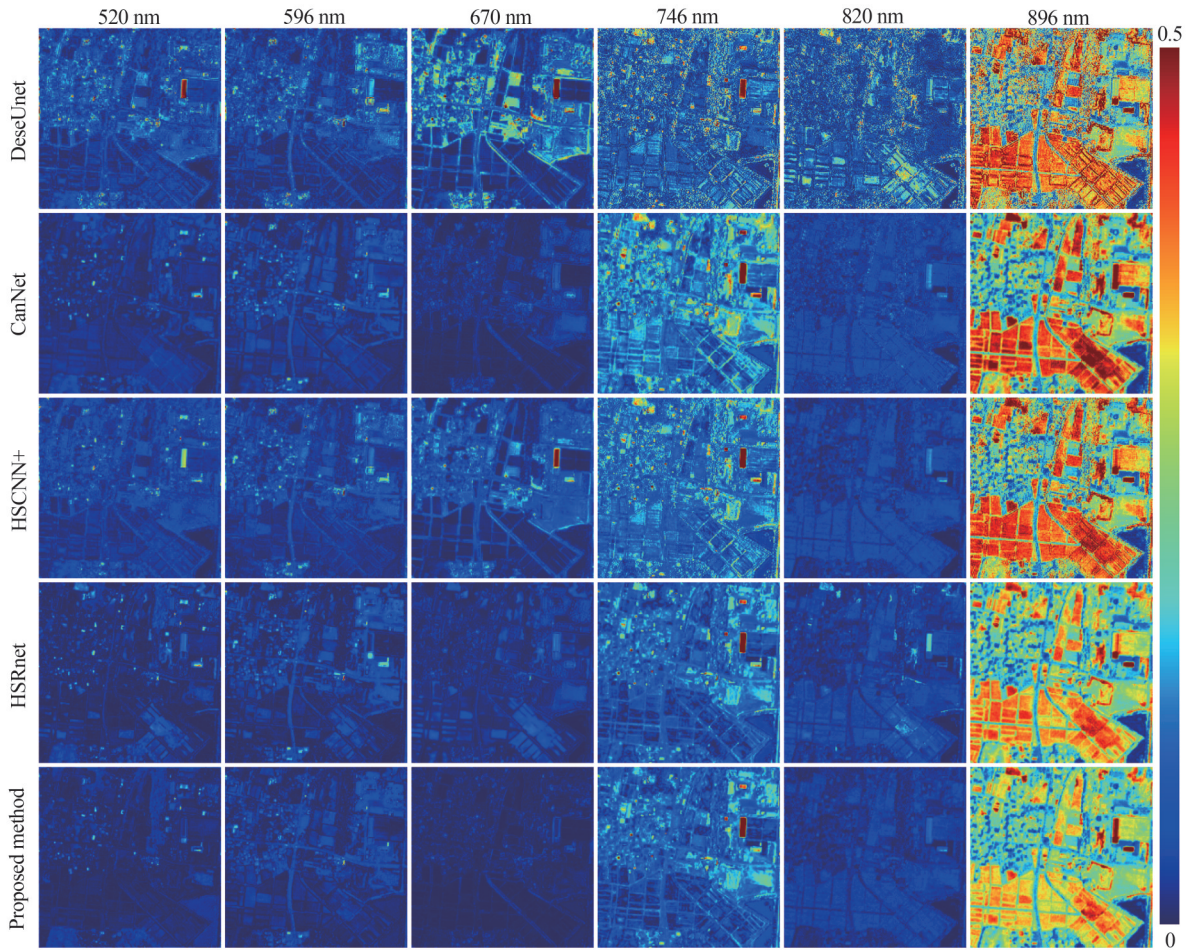 520 nm 596 nm 670 nm 746 nm 820 nm 896 nm
0.5
DeseUnet
CanNet
HSCNN+
HSRnet
Proposed method
0